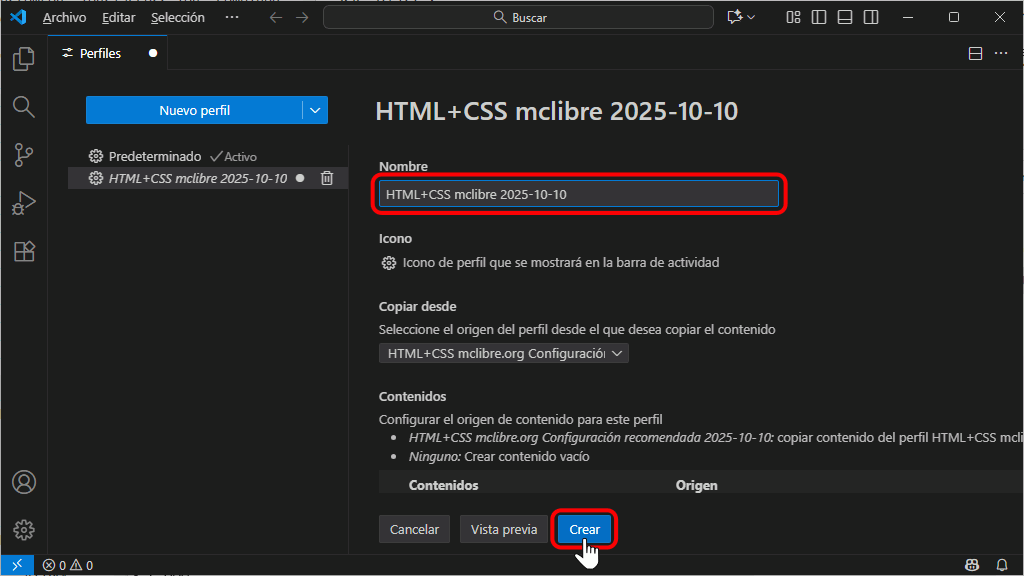 Archivo Editar Selección ··· Buscar
Perfiles
Nuevo perfil
HTML+CSS mclibre 2025-10-10
Predeterminado Activo
HTML+CSS mclibre 2025-10-10
Nombre
HTML+CSS mclibre 2025-10-10
Icono
Icono de perfil que se mostrará en la barra de actividad
Copiar desde
Seleccione el origen del perfil desde el que desea copiar el contenido
HTML+CSS mclibre.org Configuración
Contenidos
Configurar el origen de contenido para este perfil
• HTML+CSS mclibre.org Configuración recomendada 2025-10-10: copiar contenido del perfil HTML+CSS mcli
• Ninguno: Crear contenido vacío
Contenidos Origen
Cancelar Vista previa Crear
0 0